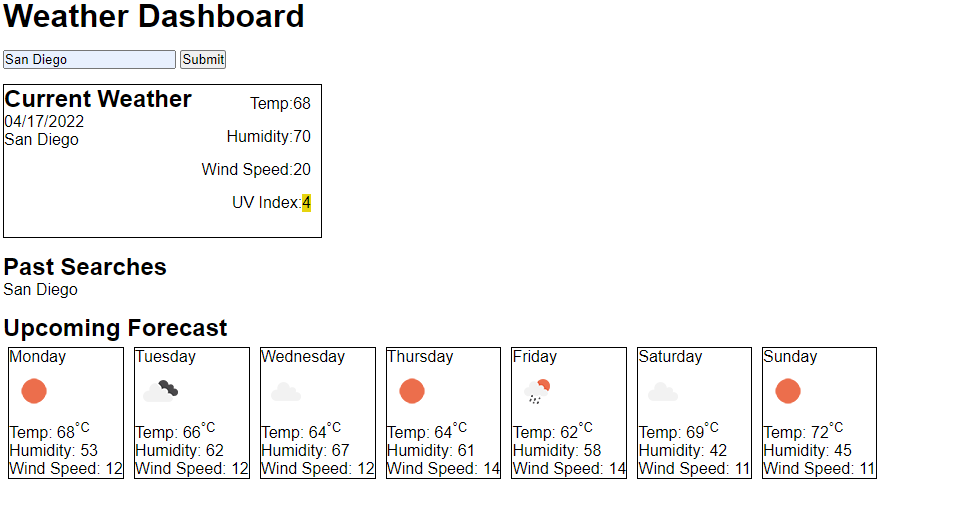 Weather Dashboard
San Diego Submit
Current Weather
04/17/2022
San Diego
Temp:68
Humidity:70
Wind Speed:20
UV Index:4
Past Searches
San Diego
Upcoming Forecast
Monday
Temp: 68°C
Humidity: 53
Wind Speed: 12
Tuesday
Temp: 66°C
Humidity: 62
Wind Speed: 12
Wednesday
Temp: 64°C
Humidity: 67
Wind Speed: 12
Thursday
Temp: 64°C
Humidity: 61
Wind Speed: 14
Friday
Temp: 62°C
Humidity: 58
Wind Speed: 14
Saturday
Temp: 69°C
Humidity: 42
Wind Speed: 11
Sunday
Temp: 72°C
Humidity: 45
Wind Speed: 11